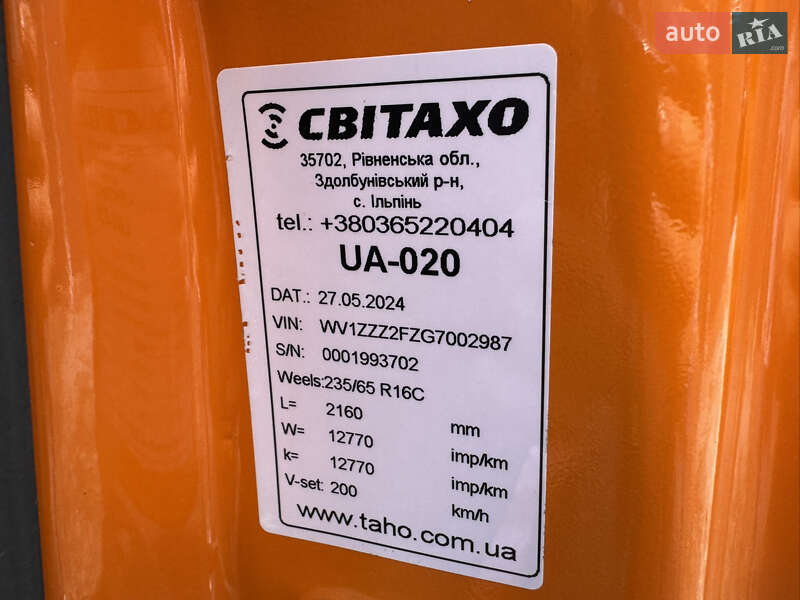 auto RIA.com
СВІТАХО
35702, Рівненська обл.,
Здолбунівський р-н,
с. Ільпінь
tel.: +380365220404
UA-020
DAT.: 27.05.2024
VIN: WV1ZZZ2FZG7002987
S/N: 0001993702
Weels:235/65 R16C
L= 2160 mm
W= 12770 imp/km
k= 12770 imp/km
V-set: 200 km/h
www.taho.com.ua